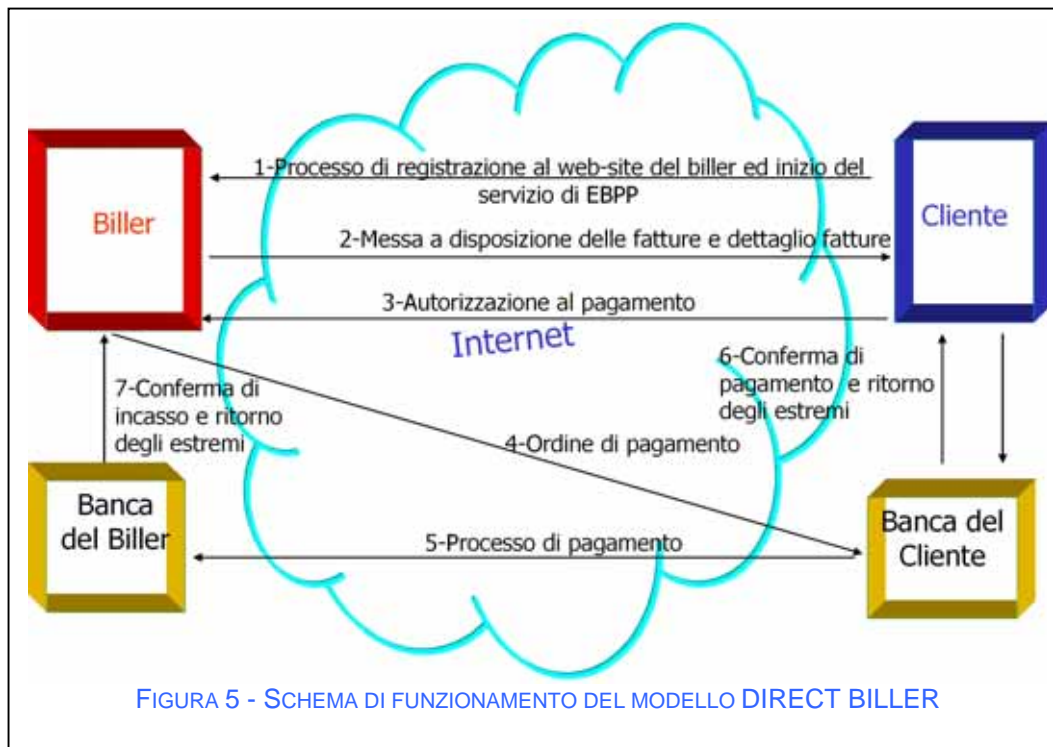 1-Processo di registrazione al web-site del biller ed inizio del
servizio di EBPP
Biller
Cliente
2-Messa a disposizione delle fatture e dettaglio fatture
3-Autorizzazione al pagamento
Internet
6-Conferma di
pagamento e ritorno
degli estremi
7-Conferma di
incasso e ritorno
degli estremi
4-Ordine di pagamento
Banca
del Biller
Banca del
Cliente
5-Processo di pagamento
FIGURA 5 - SCHEMA DI FUNZIONAMENTO DEL MODELLO DIRECT BILLER